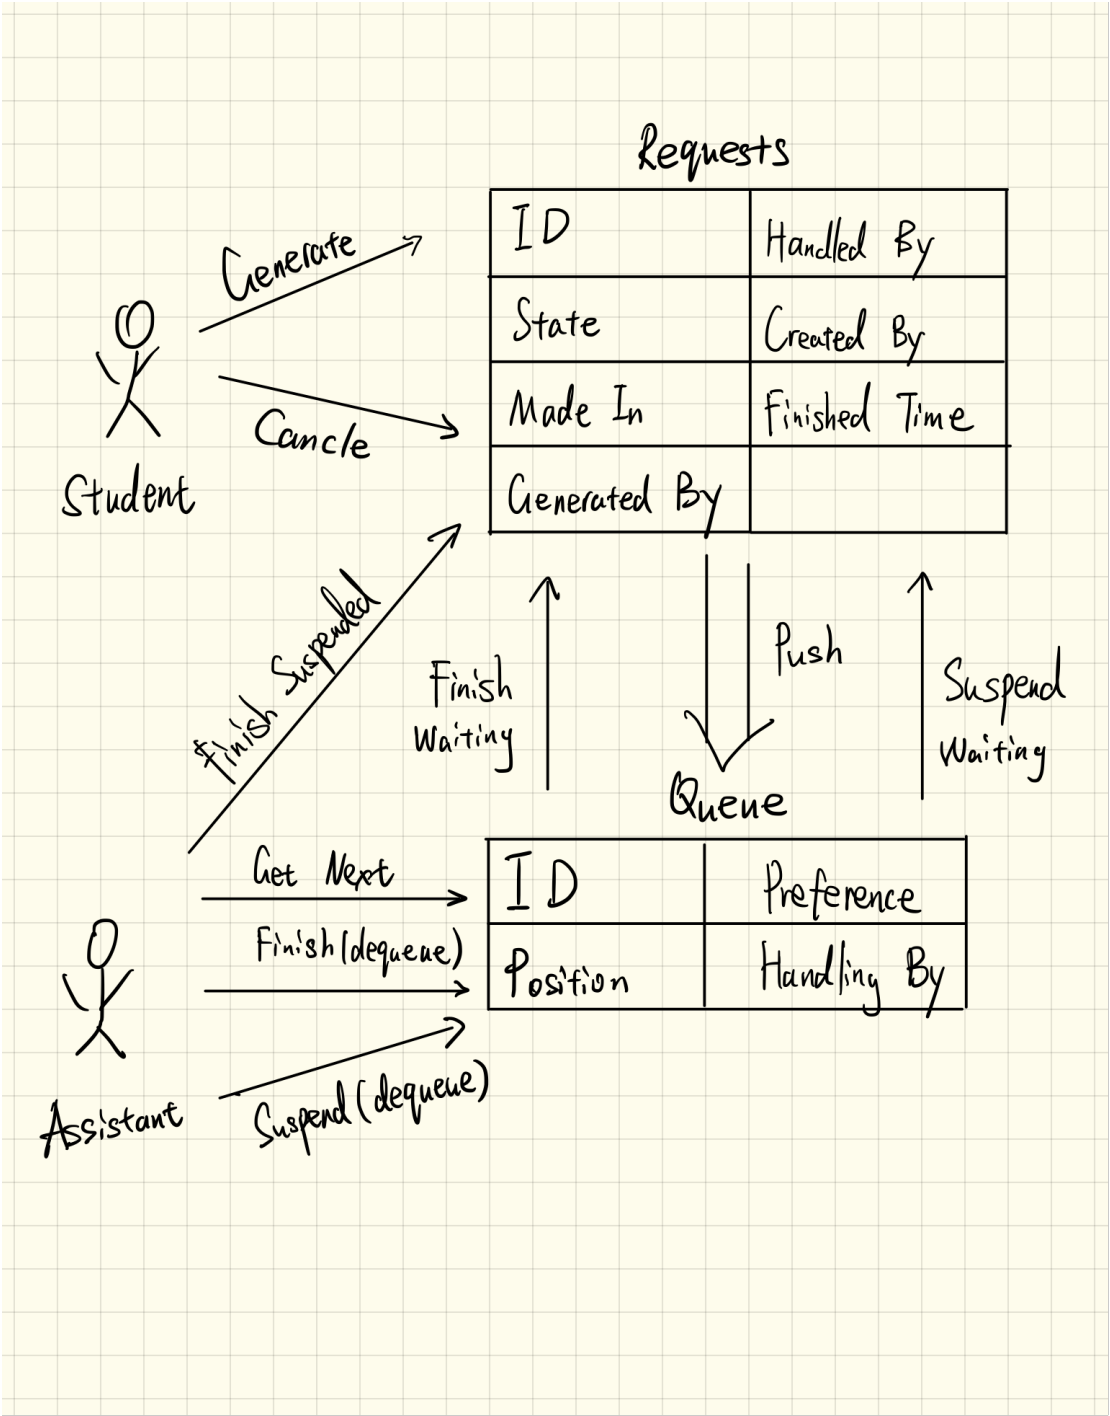 Requests
ID
Handled By
Generate
State
Created By
Made In
Finished Time
Cancle
Student
Generated By
Finish Suspended
Finish
Waiting
Push
Suspend
Waiting
Queue
Get Next
ID
Preference
Finish(dequeue)
Position
Handling By
Suspend(dequeue)
Assistant